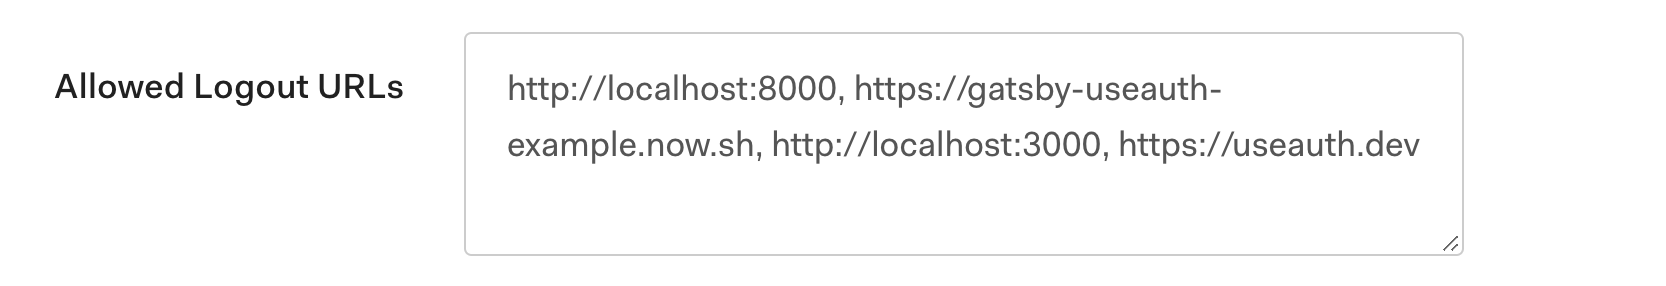 Allowed Logout URLs
http://localhost:8000, https://gatsby-useauth-
example.now.sh, http://localhost:3000, https://useauth.dev